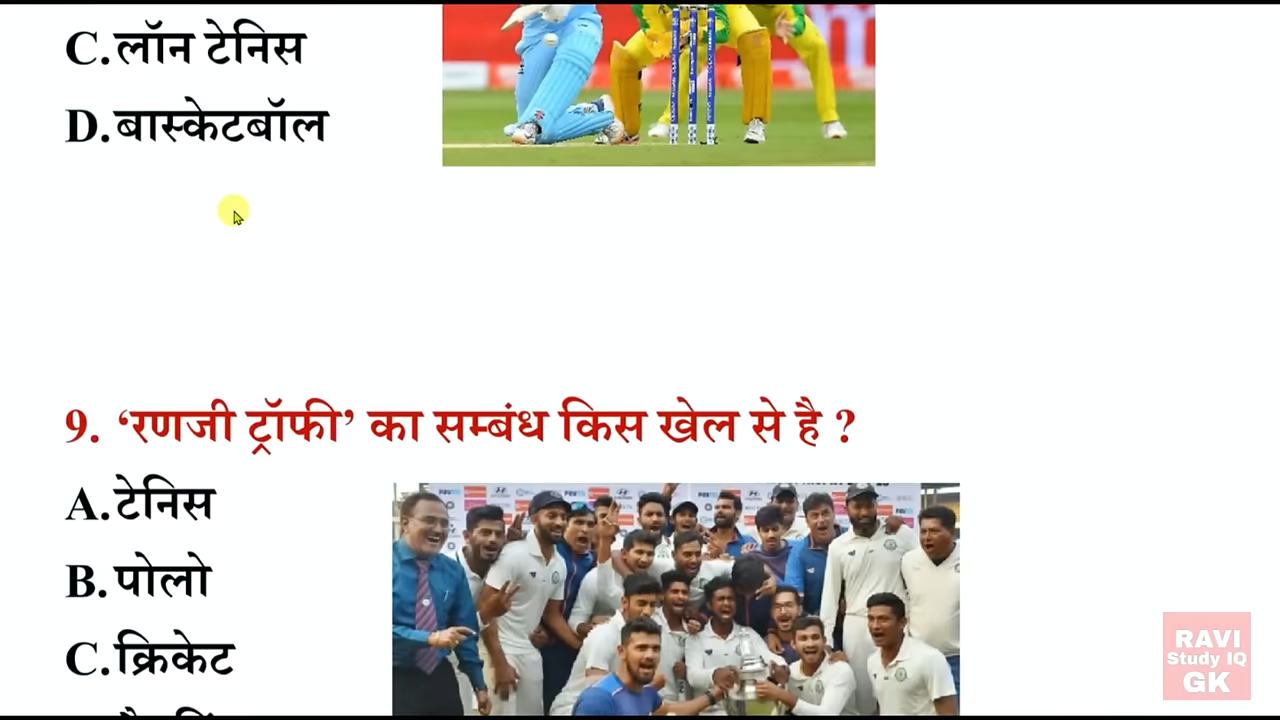 C.लॉन टेनिस
D.बास्केटबॉल
9. ‘रणजी ट्रॉफी’ का सम्बंध किस खेल से है ?
A.टेनिस
B.पोलो
C.क्रिकेट
RAVI
Study IQ
GK